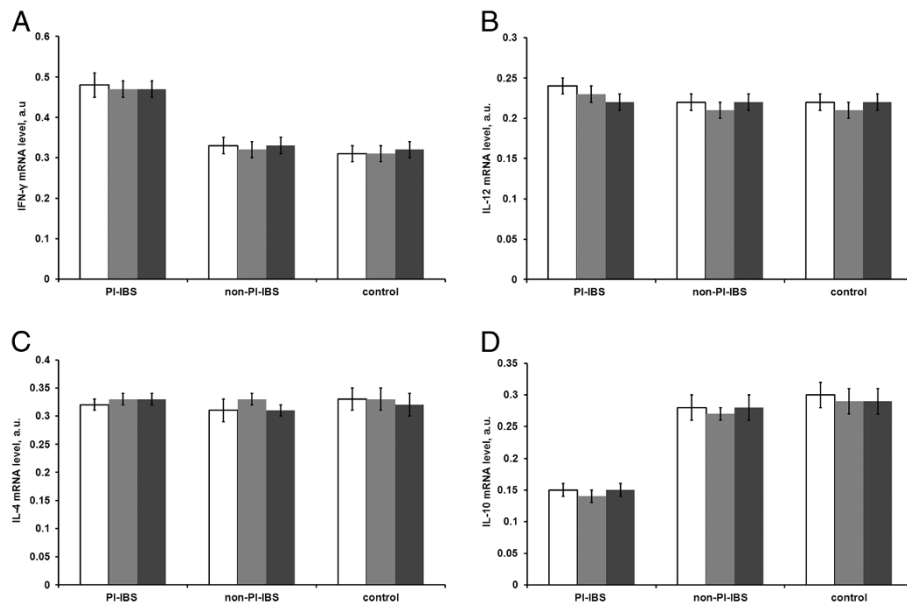 A
IFN-γ mRNA level, a.u
0.6
0.5
0.4
0.3
0.2
0.1
0
PI-IBS non-PI-IBS control
B
IL-12 mRNA level, a.u.
0.3
0.25
0.2
0.15
0.1
0.05
0
PI-IBS non-PI-IBS control
C
IL-4 mRNA level, a.u.
0.4
0.35
0.3
0.25
0.2
0.15
0.1
0.05
0
PI-IBS non-PI-IBS control
D
IL-10 mRNA level, a.u.
0.35
0.3
0.25
0.2
0.15
0.1
0.05
0
PI-IBS non-PI-IBS control